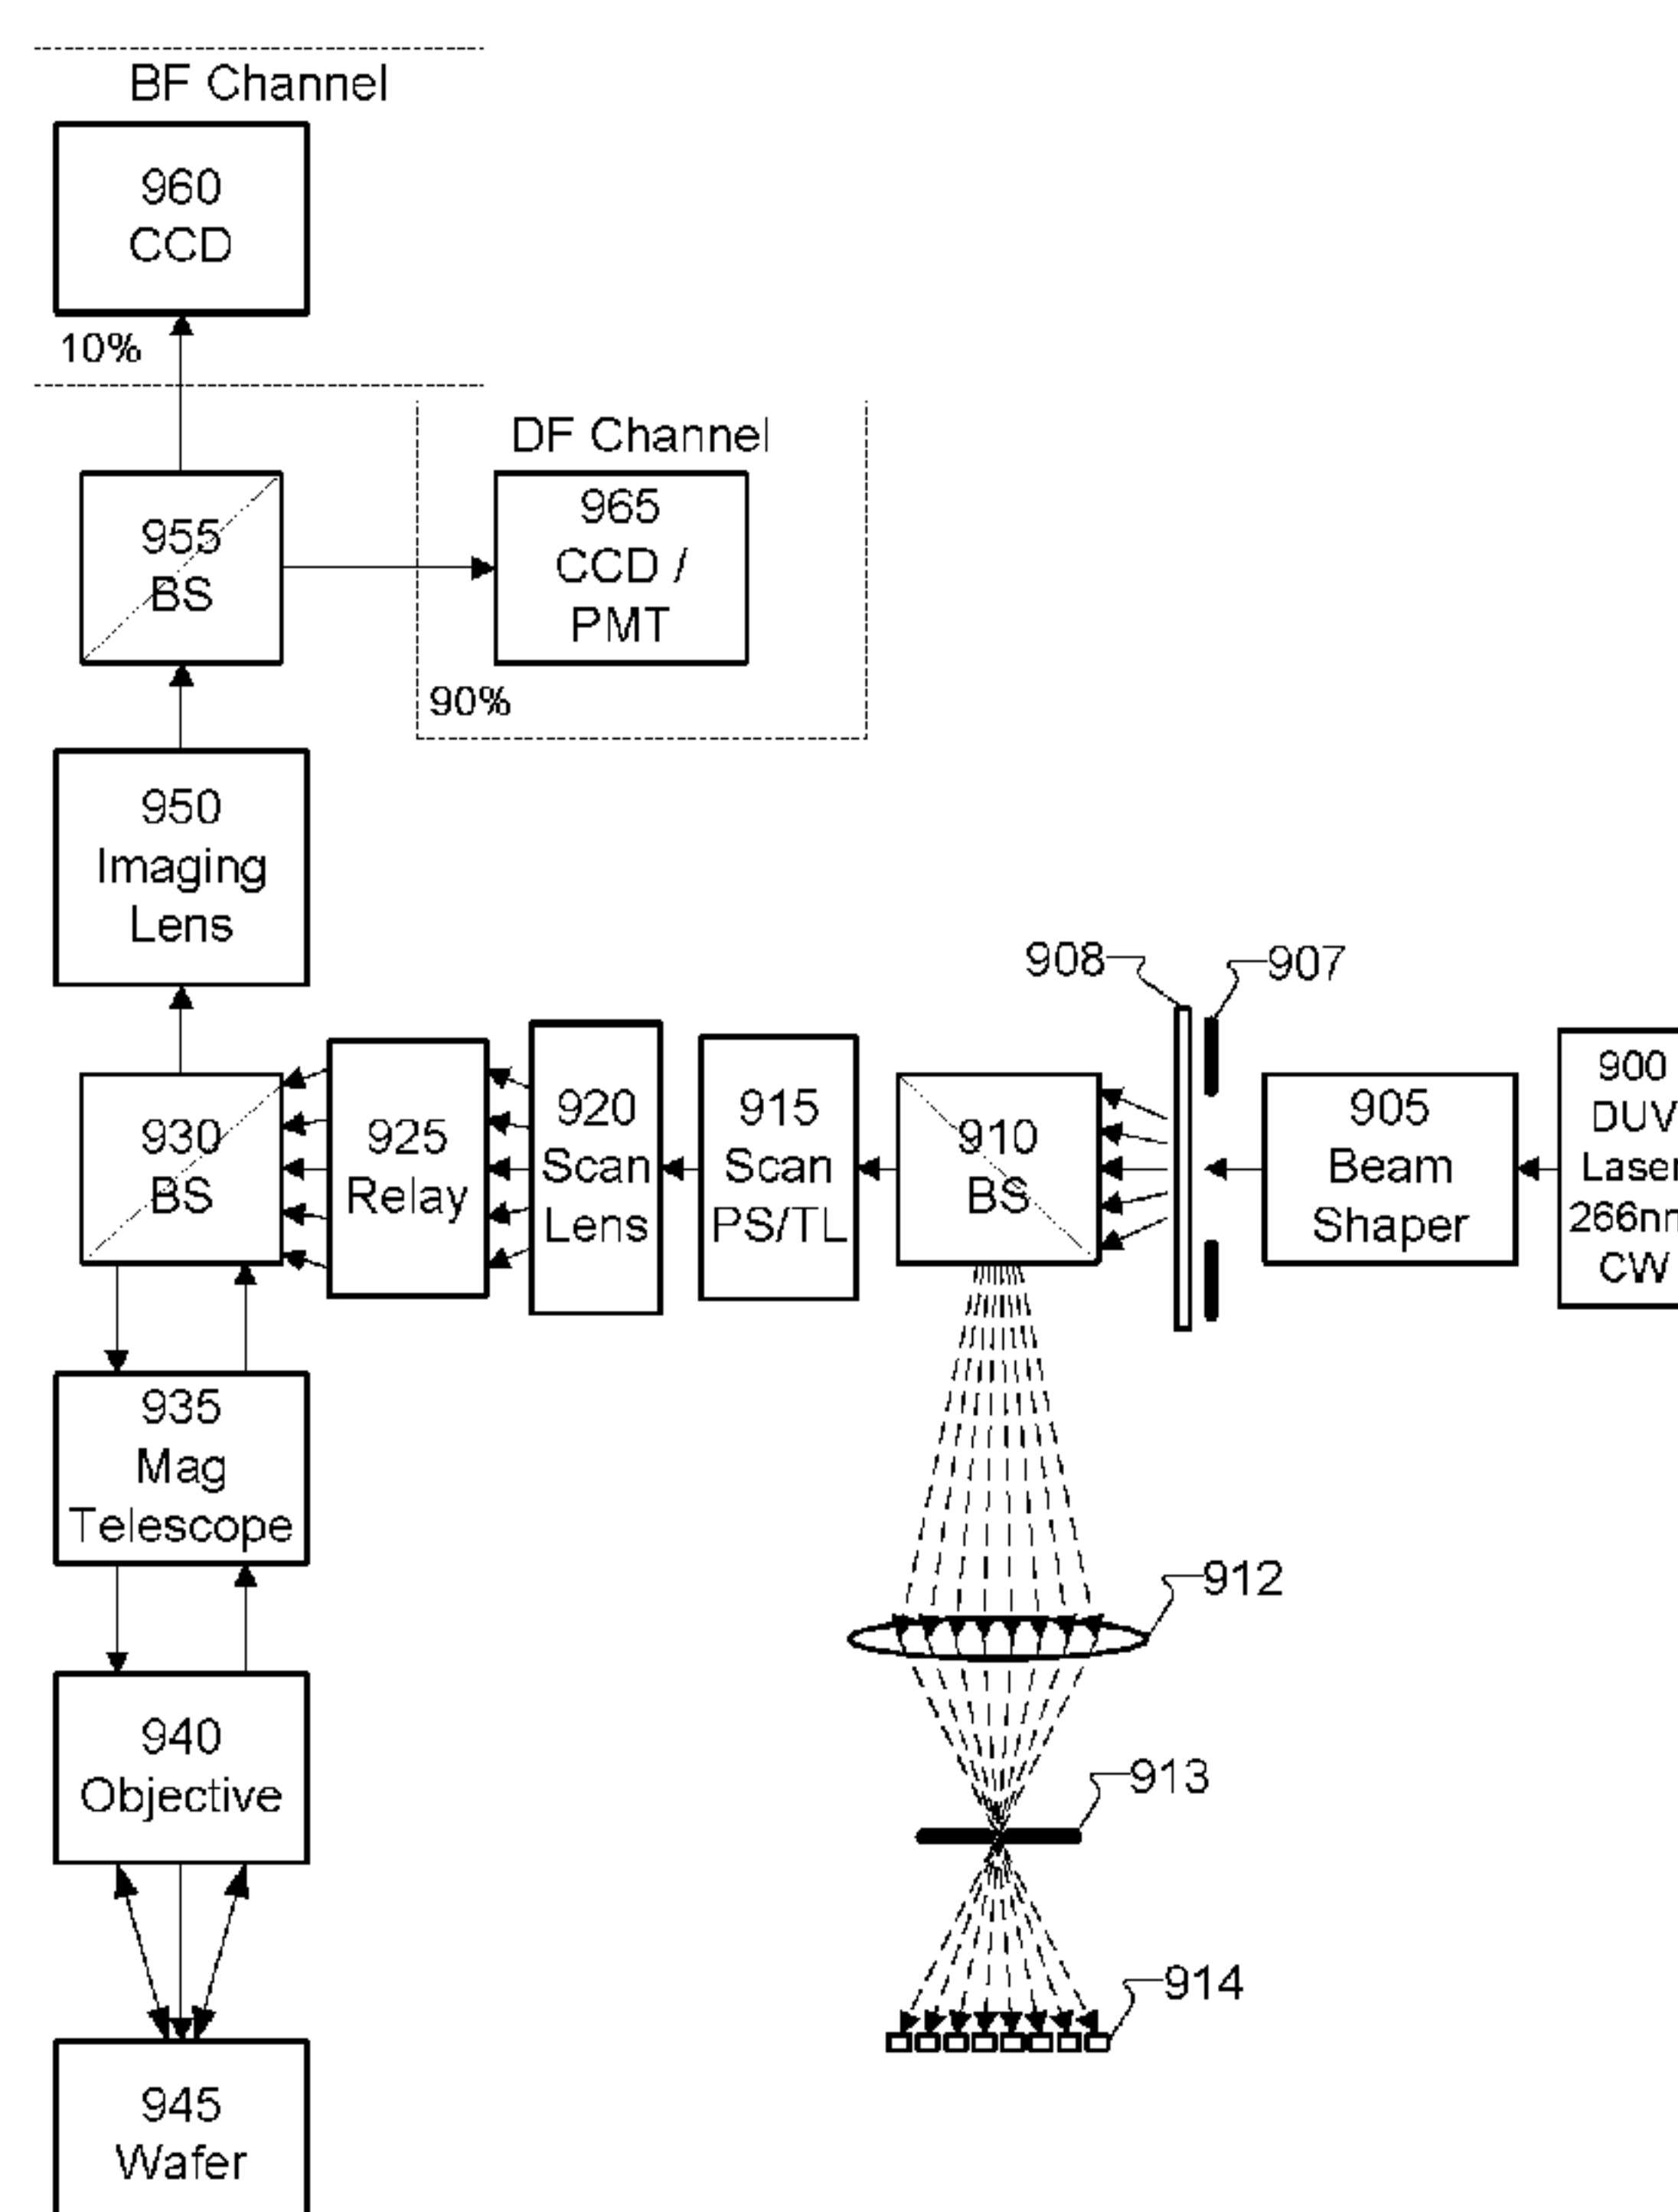 BF Channel
960
CCD
10%
DF Channel
965
CCD /
PMT
90%
955
BS
950
Imaging
Lens
908
907
930
BS
925
Relay
920
Scan
Lens
915
Scan
PS/TL
910
BS
905
Beam
Shaper
900
DUV
Laser
266nm
CW
935
Mag
Telescope
912
940
Objective
913
914
945
Wafer